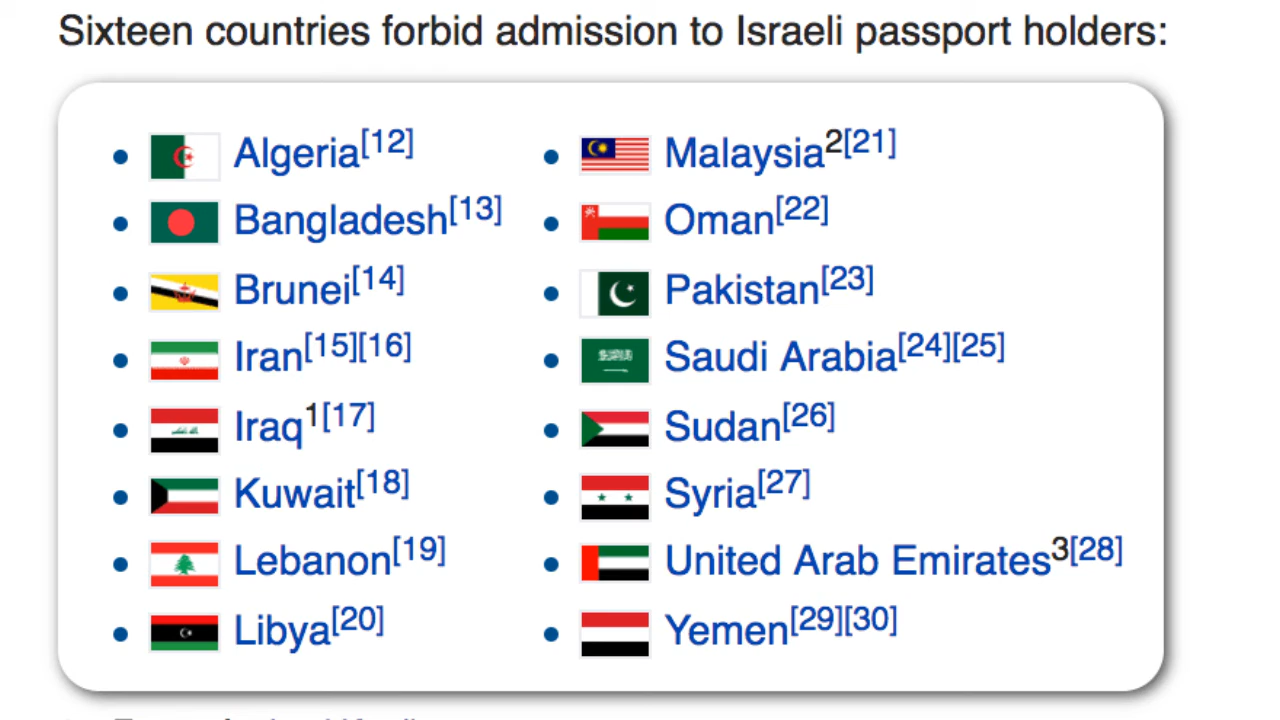 Sixteen countries forbid admission to Israeli passport holders:
Algeria[12]
Bangladesh[13]
Brunei[14]
Iran[15][16]
Iraq1[17]
Kuwait[18]
Lebanon[19]
Libya[20]
Malaysia2[21]
Oman[22]
Pakistan[23]
Saudi Arabia[24][25]
Sudan[26]
Syria[27]
United Arab Emirates3[28]
Yemen[29][30]